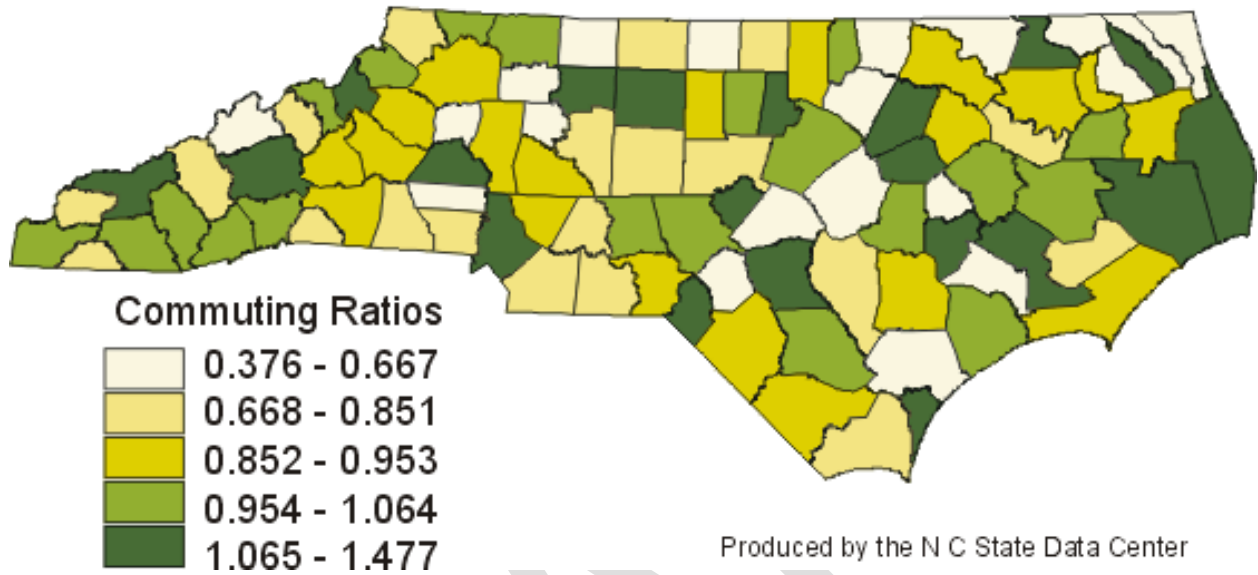 Commuting Ratios
0.376 - 0.667
0.668 - 0.851
0.852 - 0.953
0.954 - 1.064
1.065 - 1.477
Produced by the N C State Data Center